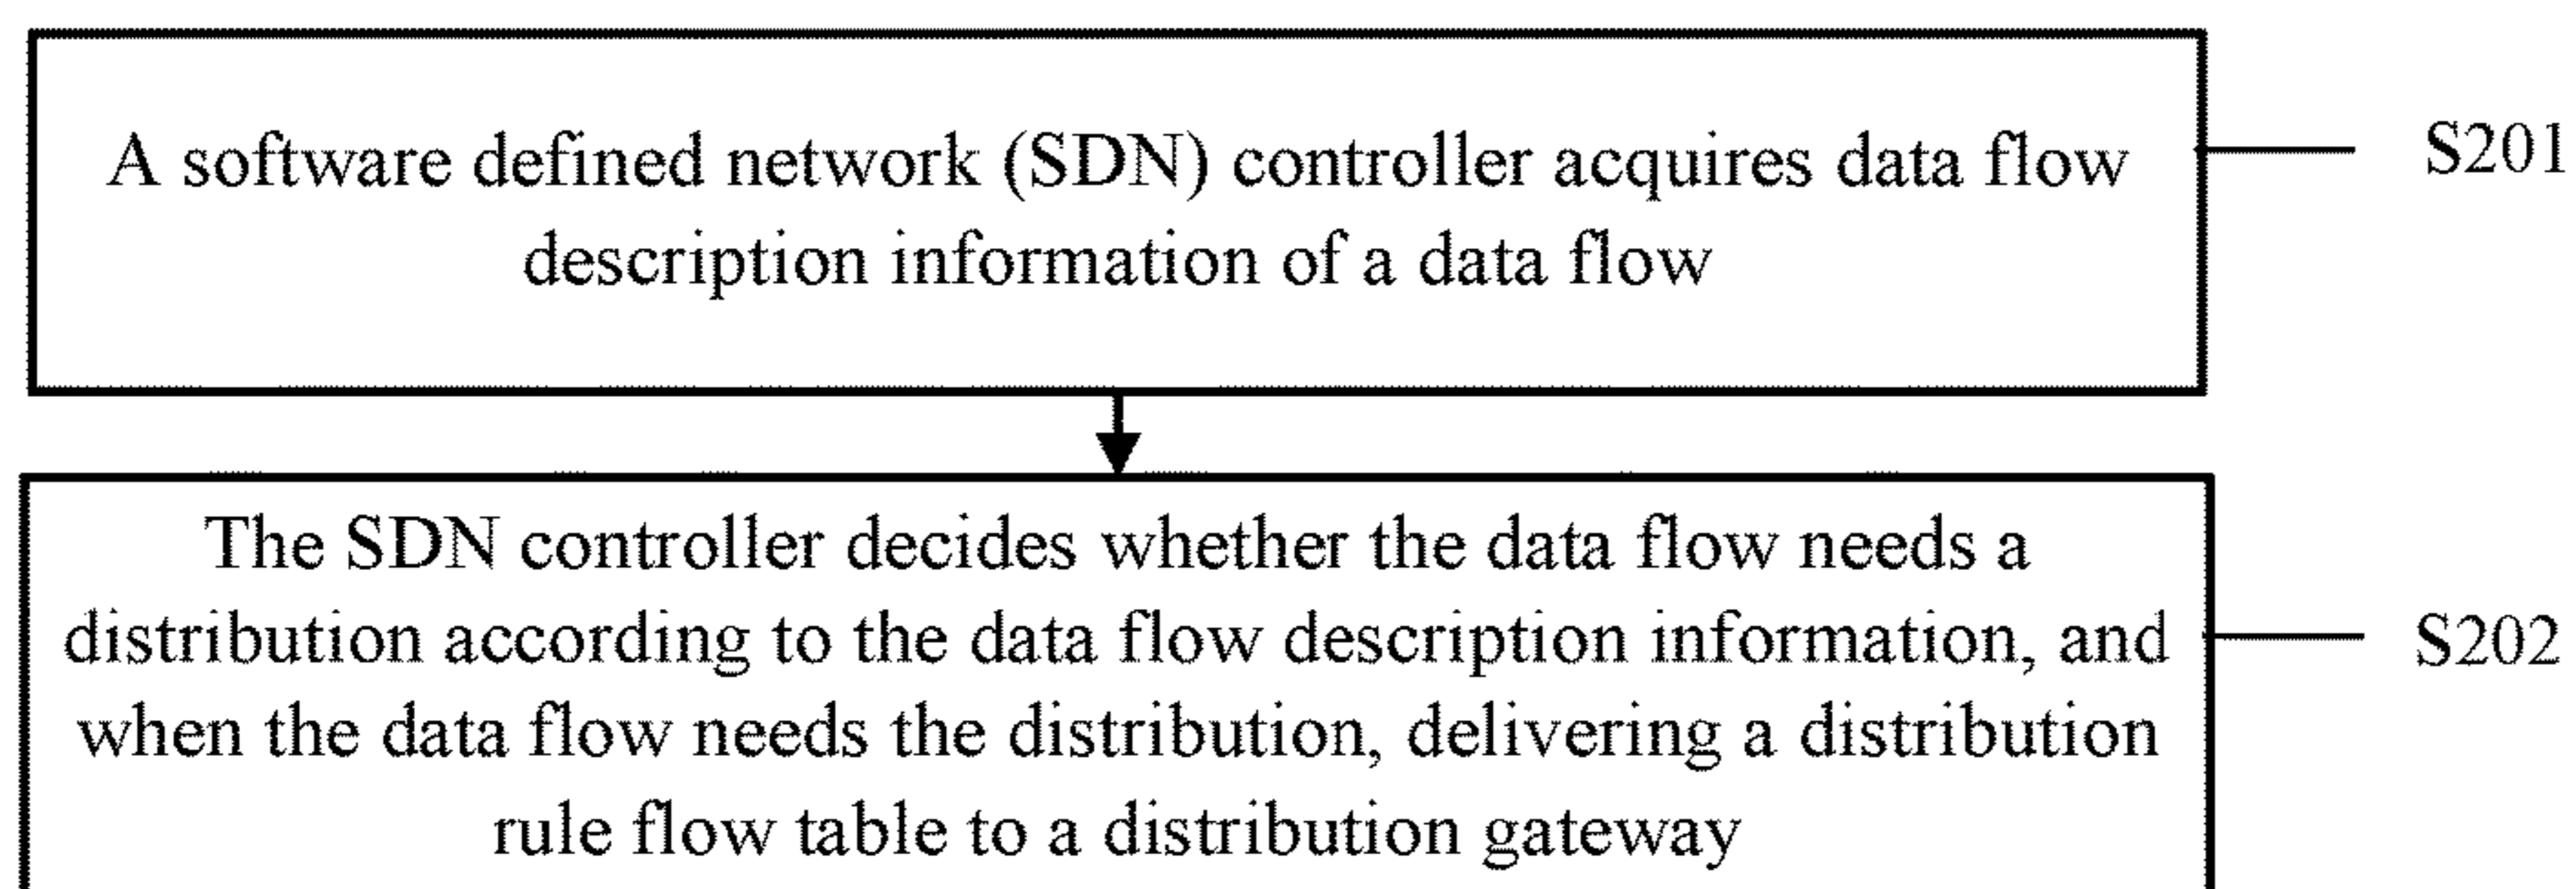 A software defined network (SDN) controller acquires data flow
description information of a data flow
S201
The SDN controller decides whether the data flow needs a
distribution according to the data flow description information, and
when the data flow needs the distribution, delivering a distribution
rule flow table to a distribution gateway
S202